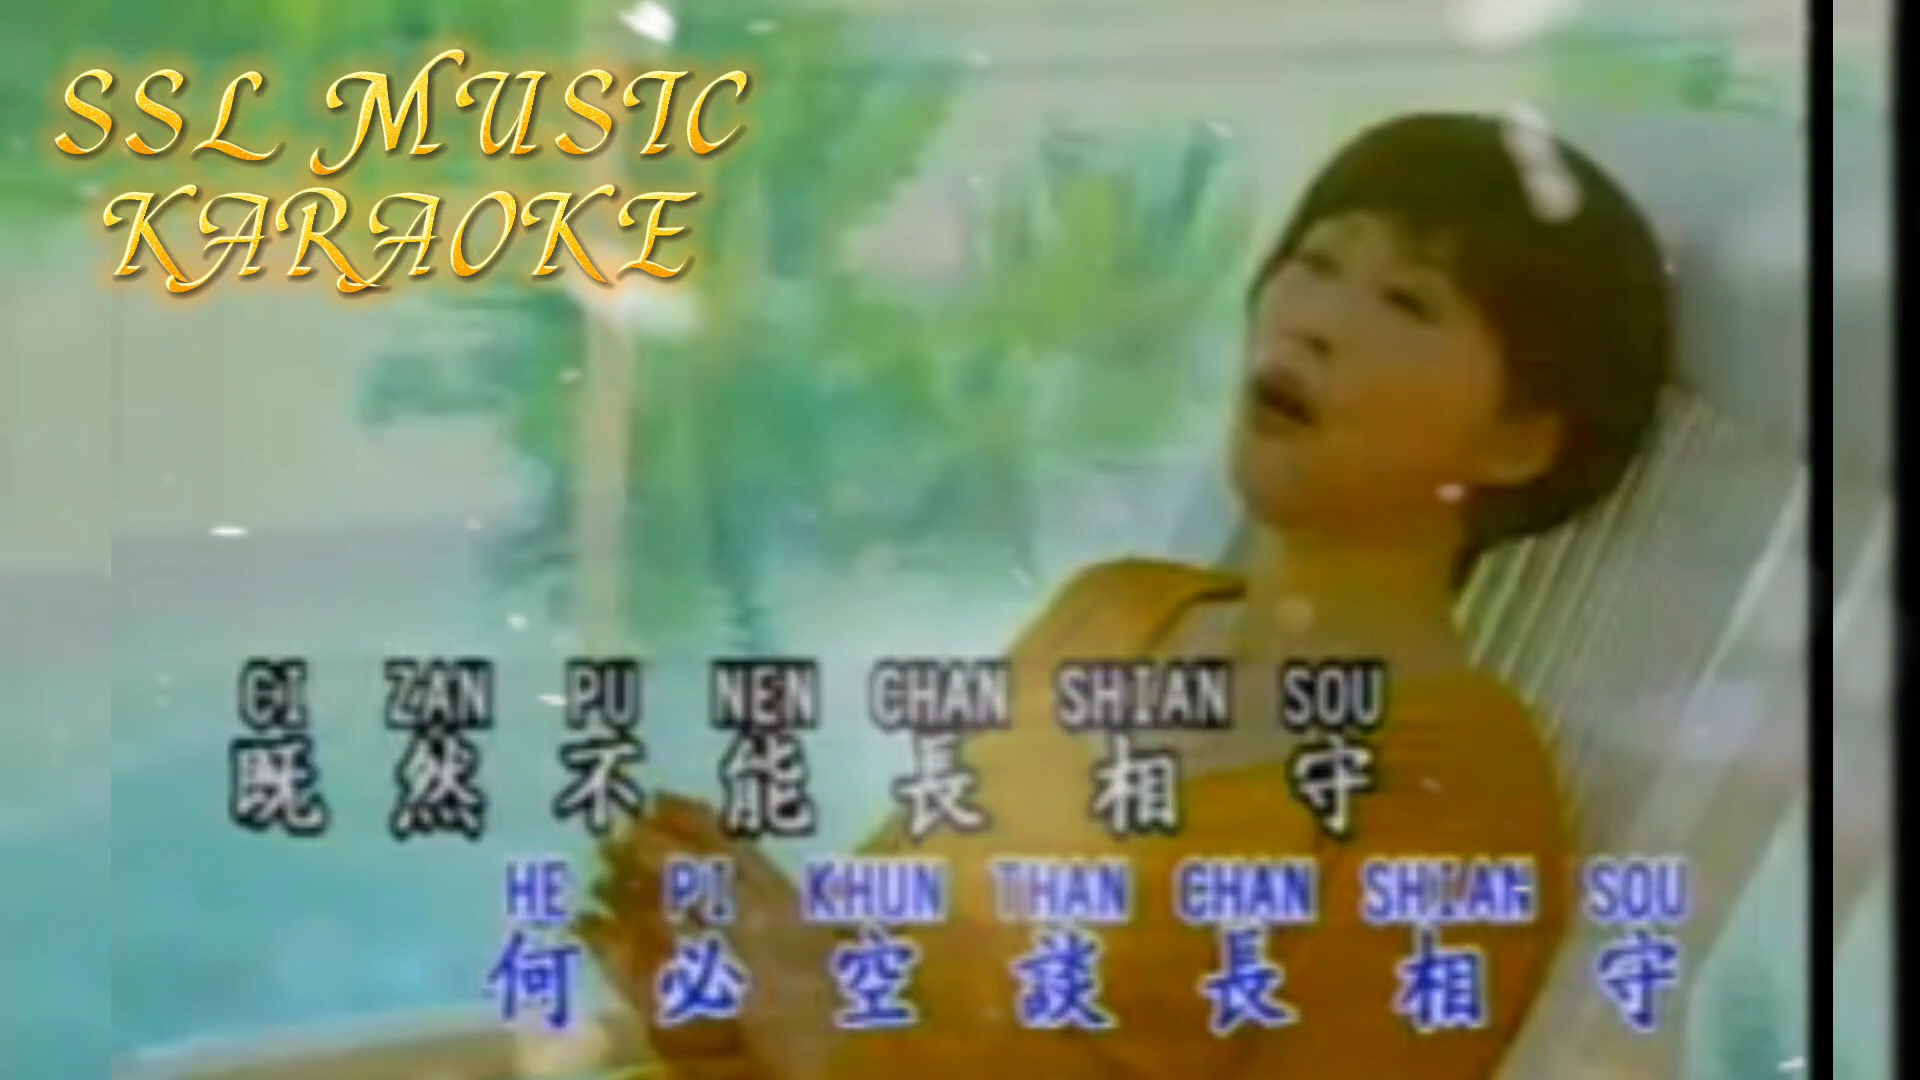 SSL MUSIC
KARAOKE
CI ZAN PU NEN CHAN SHIAN SOU
既然不能長相守
HE PI KHUN THAN CHAN SHIAN SOU
何必空談長相守